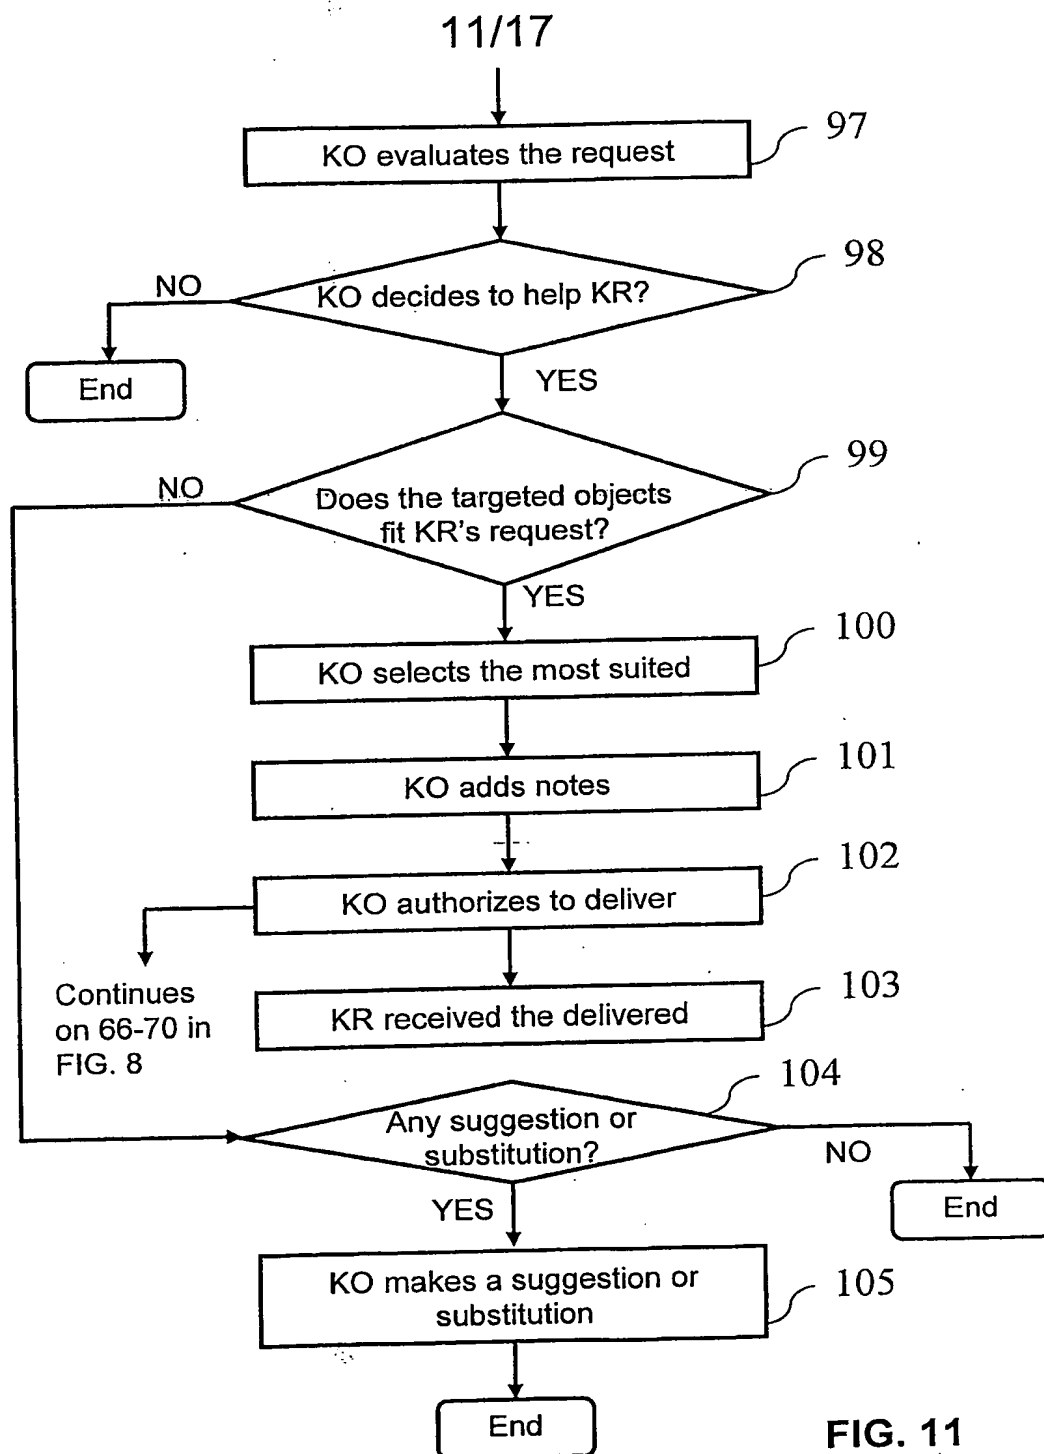 11/17
KO evaluates the request
97
KO decides to help KR?
98
NO
End
YES
Does the targeted objects
fit KR's request?
99
NO
YES
KO selects the most suited
100
KO adds notes
101
KO authorizes to deliver
102
Continues
on 66-70 in
FIG. 8
KR received the delivered
103
Any suggestion or
substitution?
104
NO
End
YES
KO makes a suggestion or
substitution
105
End
FIG. 11